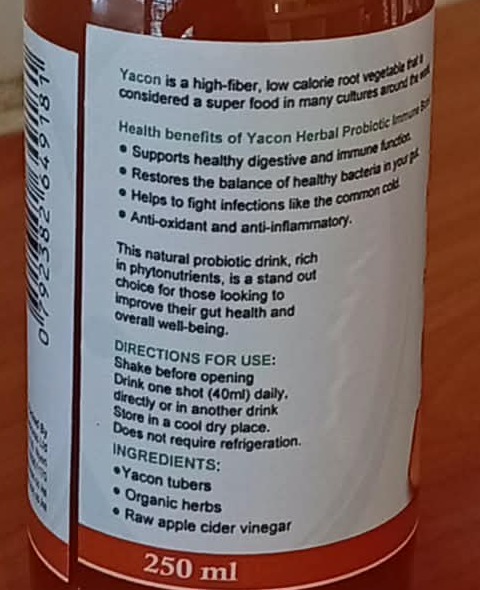 Yacon is a high-fiber, low calorie root vegetable that is
considered a super food in many cultures around the world.
Health benefits of Yacon Herbal Probiotic Immune
• Supports healthy digestive and immune function.
• Restores the balance of healthy bacteria in your gut.
• Helps to fight infections like the common cold.
• Anti-oxidant and anti-inflammatory.
This natural probiotic drink, rich
in phytonutrients, is a stand out
choice for those looking to
improve their gut health and
overall well-being.
DIRECTIONS FOR USE:
Shake before opening
Drink one shot (40ml) daily,
directly or in another drink
Store in a cool dry place.
Does not require refrigeration.
INGREDIENTS:
•Yacon tubers
• Organic herbs
• Raw apple cider vinegar
250 ml
0 792382 649181